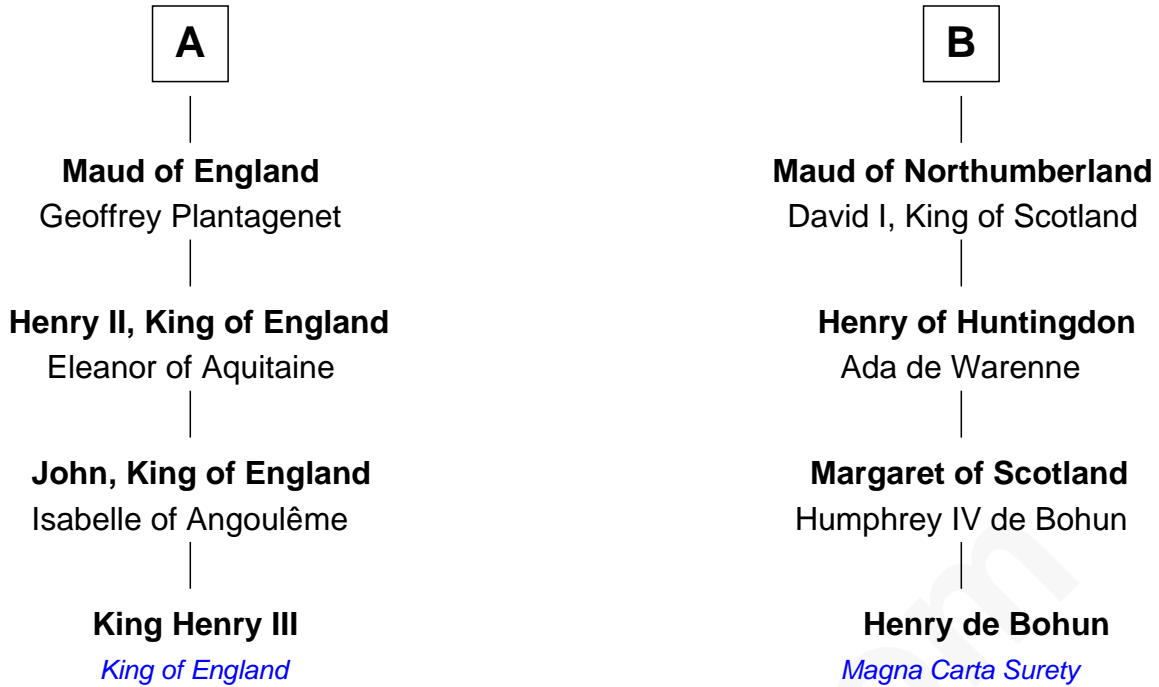 A
Maud of England
Geoffrey Plantagenet
Henry II, King of England
Eleanor of Aquitaine
John, King of England
Isabelle of Angoulême
King Henry III
King of England
B
Maud of Northumberland
David I, King of Scotland
Henry of Huntingdon
Ada de Warenne
Margaret of Scotland
Humphrey IV de Bohun
Henry de Bohun
Magna Carta Surety